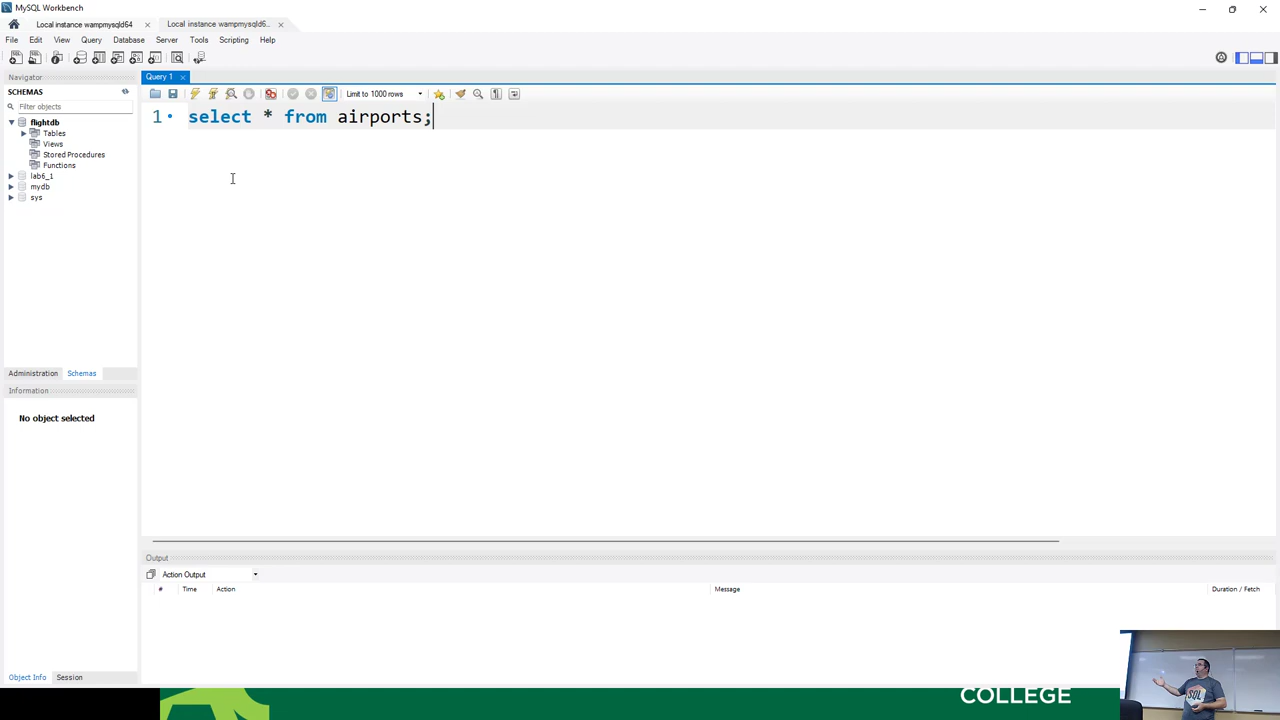 MySQL Workbench
Local instance wampmysqld64 × Local instance wampmysqld6.. ×
File Edit View Query Database Server Tools Scripting Help
Navigator
SCHEMAS
Filter objects
flightdb
Tables
Views
Stored Procedures
Functions
lab6_1
mydb
sys
Administration Schemas
Information
No object selected
Object Info Session
Query 1 ×
Limit to 1000 rows
1 select * from airports;
Output
Action Output
# Time Action Message Duration / Fetch
COLLEGE
SQL